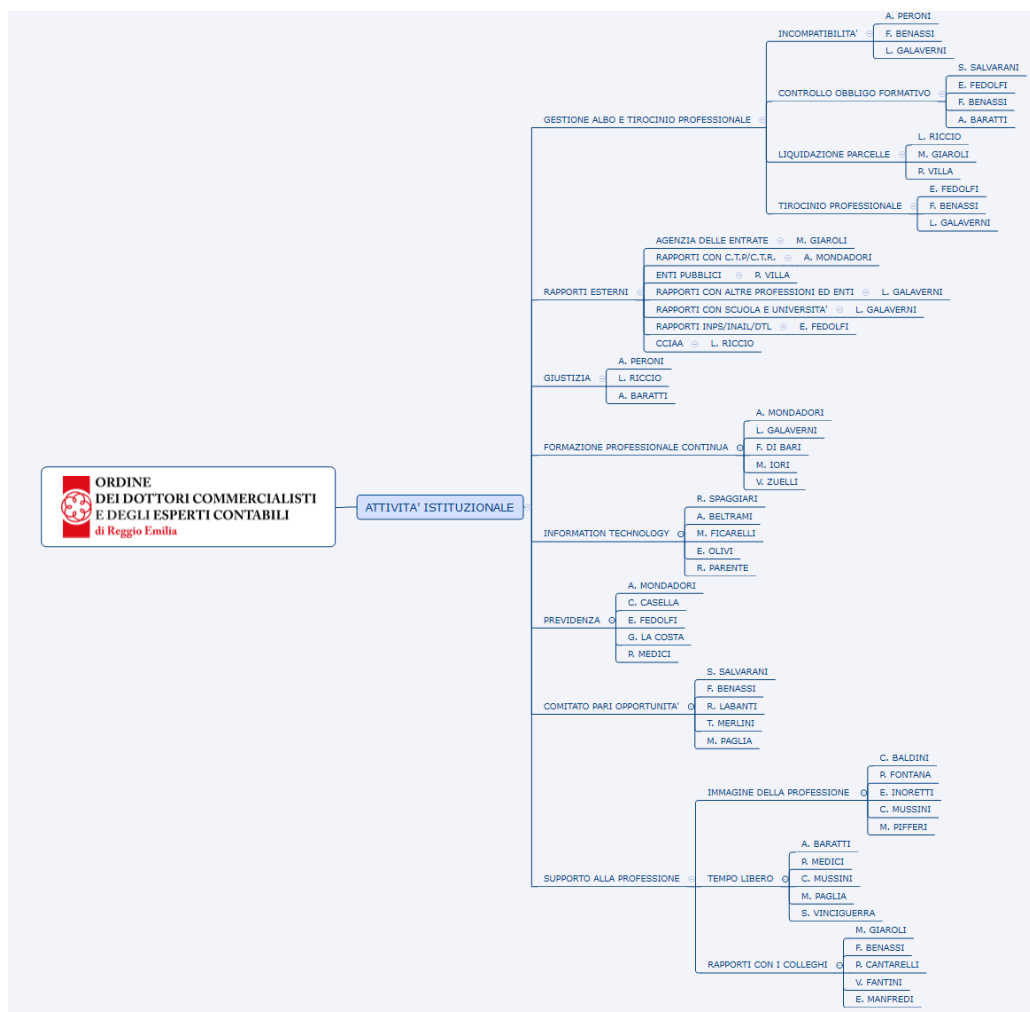 ORDINE
DEI DOTTORI COMMERCIALISTI
E DEGLI ESPERTI CONTABILI
di Reggio Emilia
ATTIVITA' ISTITUZIONALE
GESTIONE ALBO E TIROCINIO PROFESSIONALE
INCOMPATIBILITA'
A. PERONI
F. BENASSI
L. GALAVERNI
CONTROLLO OBBLIGO FORMATIVO
S. SALVARANI
E. FEDOLFI
F. BENASSI
A. BARATTI
LIQUIDAZIONE PARCELLE
L. RICCIO
M. GIAROLI
P. VILLA
TIROCINIO PROFESSIONALE
E. FEDOLFI
F. BENASSI
L. GALAVERNI
RAPPORTI ESTERNI
AGENZIA DELLE ENTRATE M. GIAROLI
RAPPORTI CON C.T.P/C.T.R. A. MONDADORI
ENTI PUBBLICI P. VILLA
RAPPORTI CON ALTRE PROFESSIONI ED ENTI L. GALAVERNI
RAPPORTI CON SCUOLA E UNIVERSITA' L. GALAVERNI
RAPPORTI INPS/INAIL/DTL E. FEDOLFI
CCIAA L. RICCIO
GIUSTIZIA
A. PERONI
L. RICCIO
A. BARATTI
FORMAZIONE PROFESSIONALE CONTINUA
A. MONDADORI
L. GALAVERNI
F. DI BARI
M. IORI
V. ZUELLI
INFORMATION TECHNOLOGY
R. SPAGGIARI
A. BELTRAMI
M. FICARELLI
E. OLIVI
R. PARENTE
PREVIDENZA
A. MONDADORI
C. CASELLA
E. FEDOLFI
G. LA COSTA
P. MEDICI
COMITATO PARI OPPORTUNITA'
S. SALVARANI
F. BENASSI
R. LABANTI
T. MERLINI
M. PAGLIA
SUPPORTO ALLA PROFESSIONE
IMMAGINE DELLA PROFESSIONE
C. BALDINI
P. FONTANA
E. INORETTI
C. MUSSINI
M. PIFFERI
TEMPO LIBERO
A. BARATTI
P. MEDICI
C. MUSSINI
M. PAGLIA
S. VINCIGUERRA
RAPPORTI CON I COLLEGHI
M. GIAROLI
F. BENASSI
P. CANTARELLI
V. FANTINI
E. MANFREDI